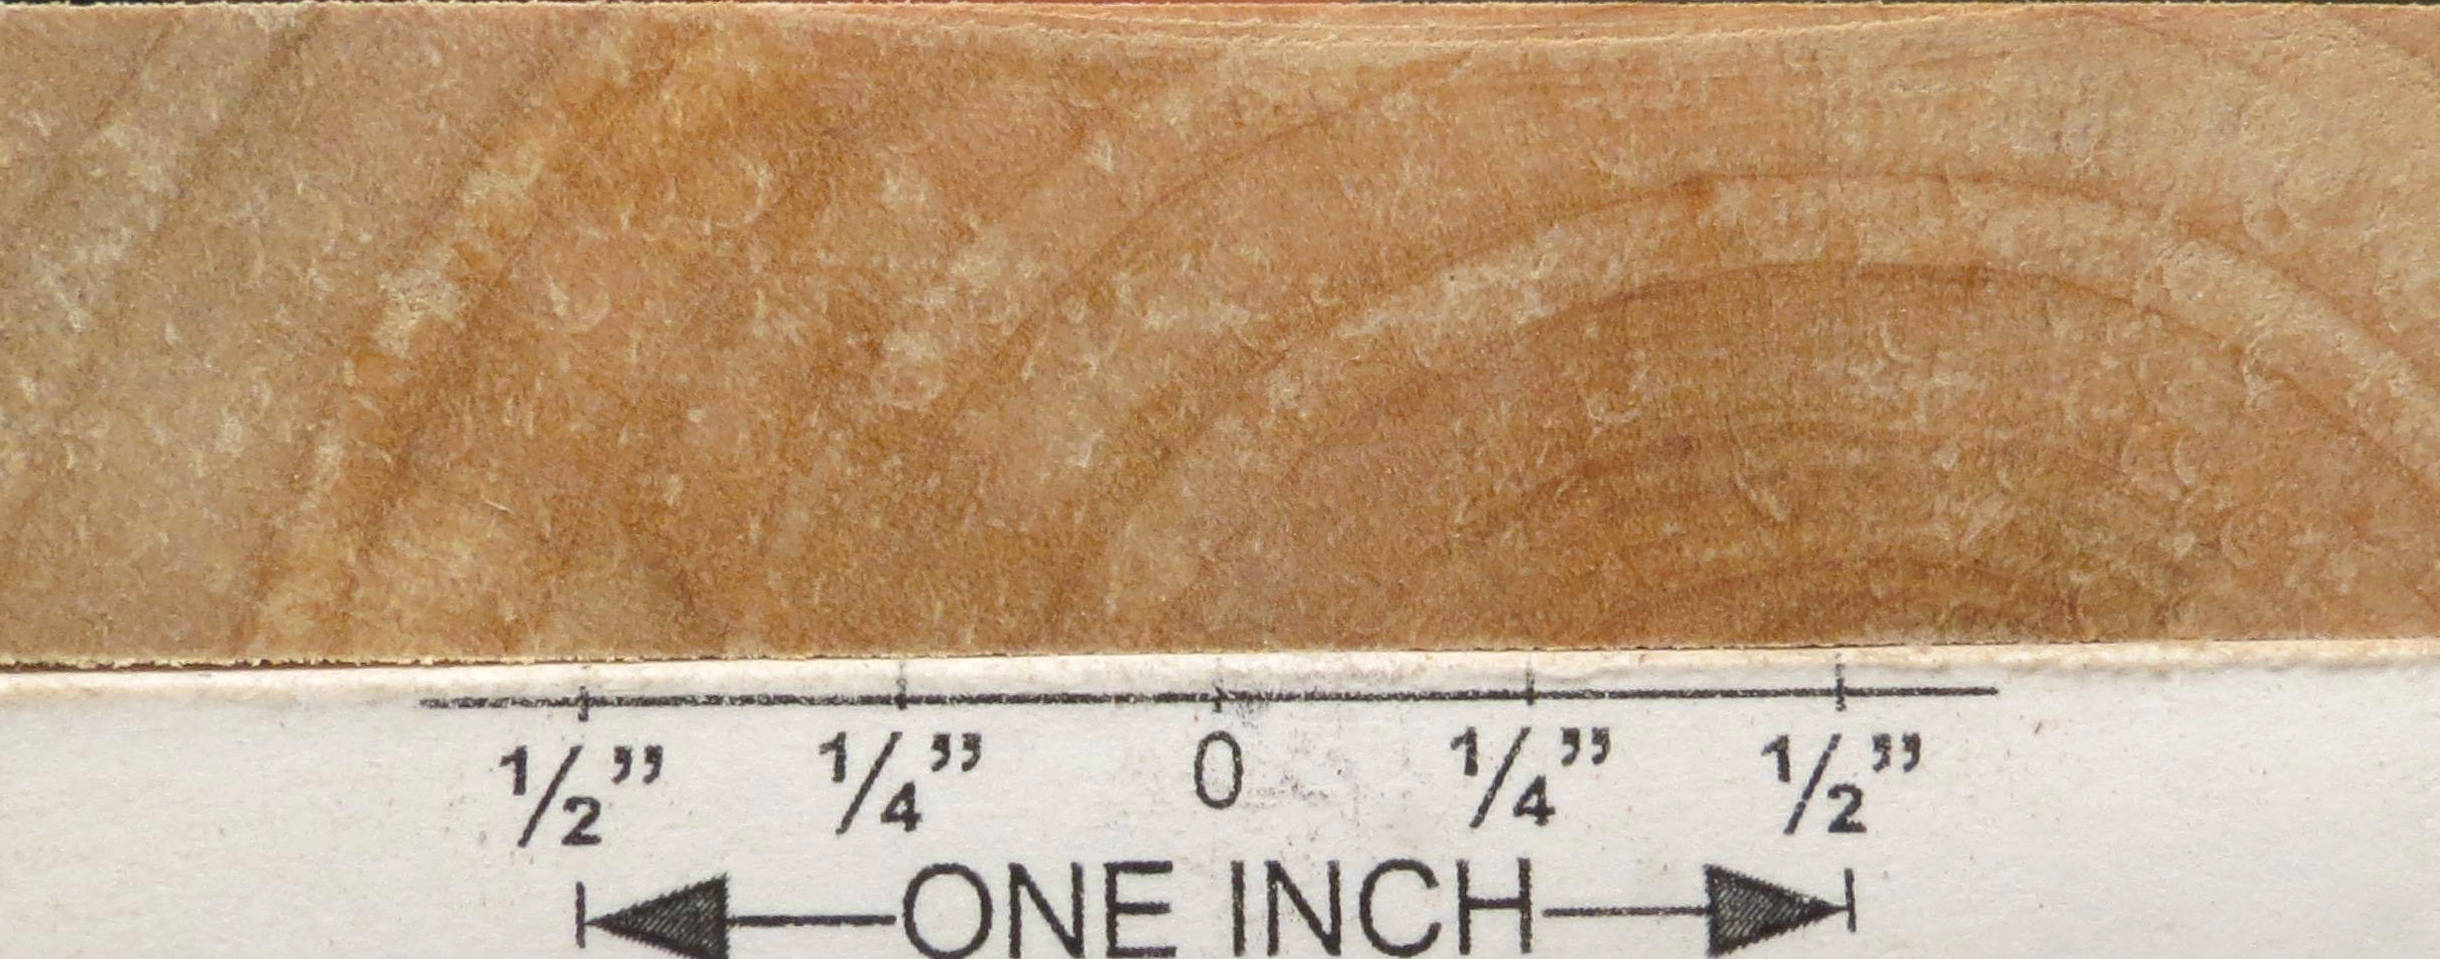 1/2” 1/4” 0 1/4” 1/2”
ONE INCH